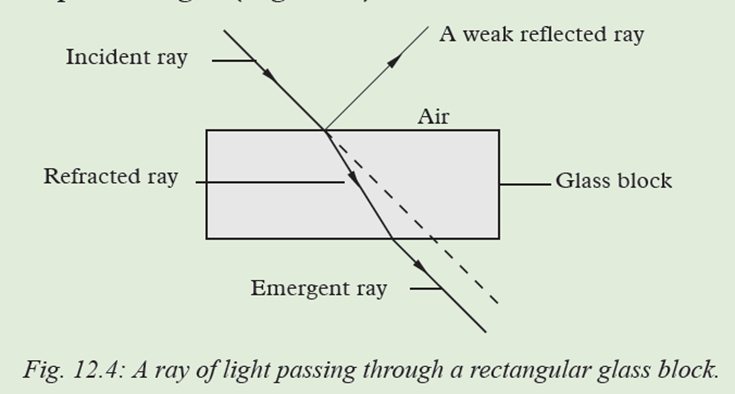 A weak reflected ray
Incident ray
Air
Refracted ray
Glass block
Emergent ray
Fig. 12.4: A ray of light passing through a rectangular glass block.